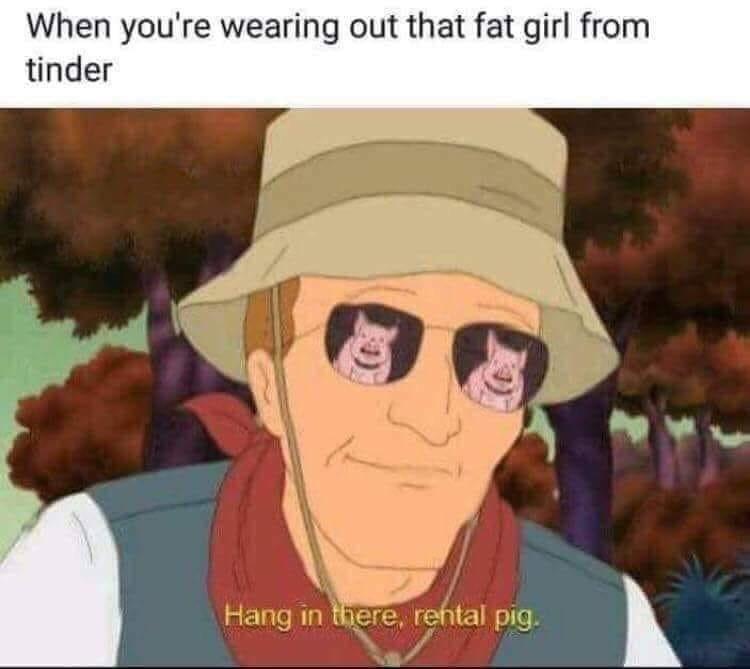 When you're wearing out that fat girl from
tinder
Hang in there, rental pig.